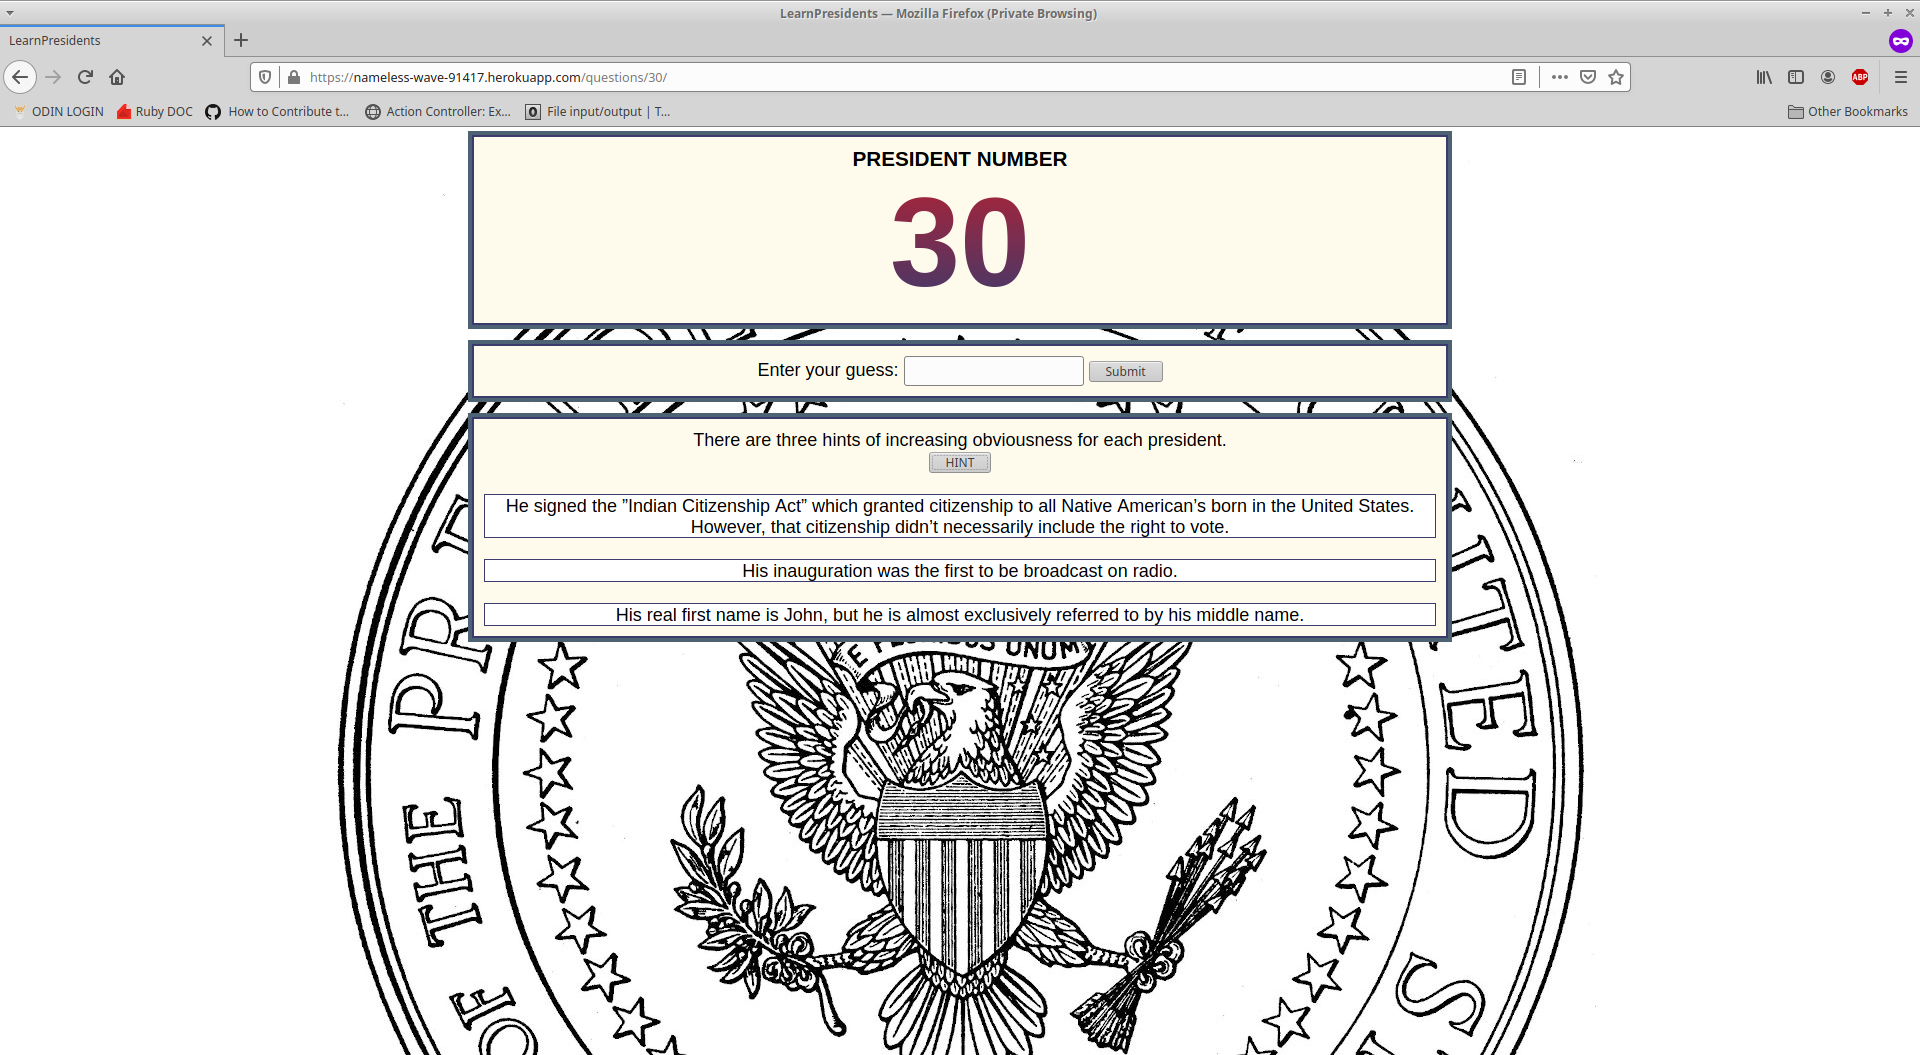 LearnPresidents — Mozilla Firefox (Private Browsing)
LearnPresidents
https://nameless-wave-91417.herokuapp.com/questions/30/
ABP
ODIN LOGIN
Ruby DOC
How to Contribute t...
Action Controller: Ex...
File input/output | T...
Other Bookmarks
PRESIDENT NUMBER
30
Enter your guess:
Submit
There are three hints of increasing obviousness for each president.
HINT
He signed the ”Indian Citizenship Act” which granted citizenship to all Native American’s born in the United States.
However, that citizenship didn’t necessarily include the right to vote.
His inauguration was the first to be broadcast on radio.
His real first name is John, but he is almost exclusively referred to by his middle name.
E PLURIBUS UNUM
OF THE PR
ITED
S